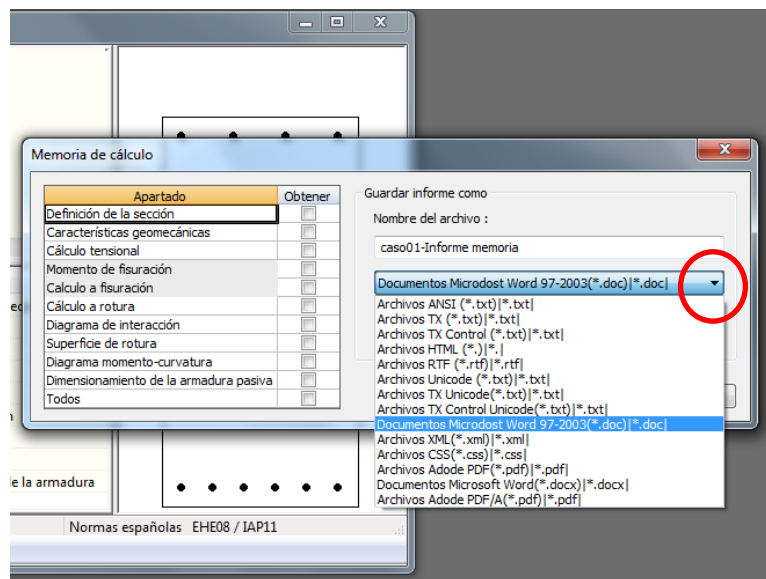 Memoria de cálculo
Apartado Obtener
Definición de la sección
Características geomecánicas
Cálculo tensional
Momento de fisuración
Calculo a fisuración
Cálculo a rotura
Diagrama de interacción
Superficie de rotura
Diagrama momento-curvatura
Dimensionamiento de la armadura pasiva
Todos
Guardar informe como
Nombre del archivo :
caso01-Informe memoria
Documentos Microdost Word 97-2003(*.doc)|*.doc|
Archivos ANSI (*.txt)|*.txt|
Archivos TX (*.txt)|*.txt|
Archivos TX Control (*.txt)|*.txt|
Archivos HTML (*.)|*.|
Archivos RTF (*.rtf)|*.rtf|
Archivos Unicode (*.txt)|*.txt|
Archivos TX Unicode(*.txt)|*.txt|
Archivos TX Control Unicode(*.txt)|*.txt|
Documentos Microdost Word 97-2003(*.doc)|*.doc|
Archivos XML(*.xml)|*.xml|
Archivos CSS(*.css)|*.css|
Archivos Adode PDF(*.pdf)|*.pdf|
Documentos Microsoft Word(*.docx)|*.docx|
Archivos Adode PDF/A(*.pdf)|*.pdf|
e la armadura
Normas españolas EHE08 / IAP11